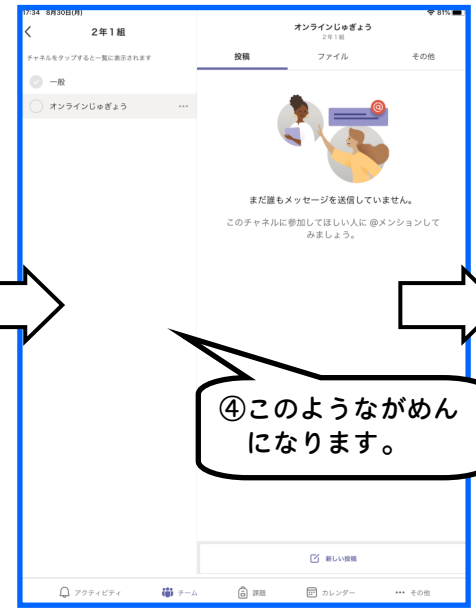 17:34 8月30日(月)
81%
2年1組
オンラインじゅぎょう
2年1組
チャネルをタップすると一覧に表示されます
投稿 ファイル その他
一般
オンラインじゅぎょう
@
まだ誰もメッセージを送信していません。
このチャネルに参加してほしい人に @メンションして
みましょう。
④このようながめん
になります。
新しい投稿
アクティビティ チーム 課題 カレンダー その他